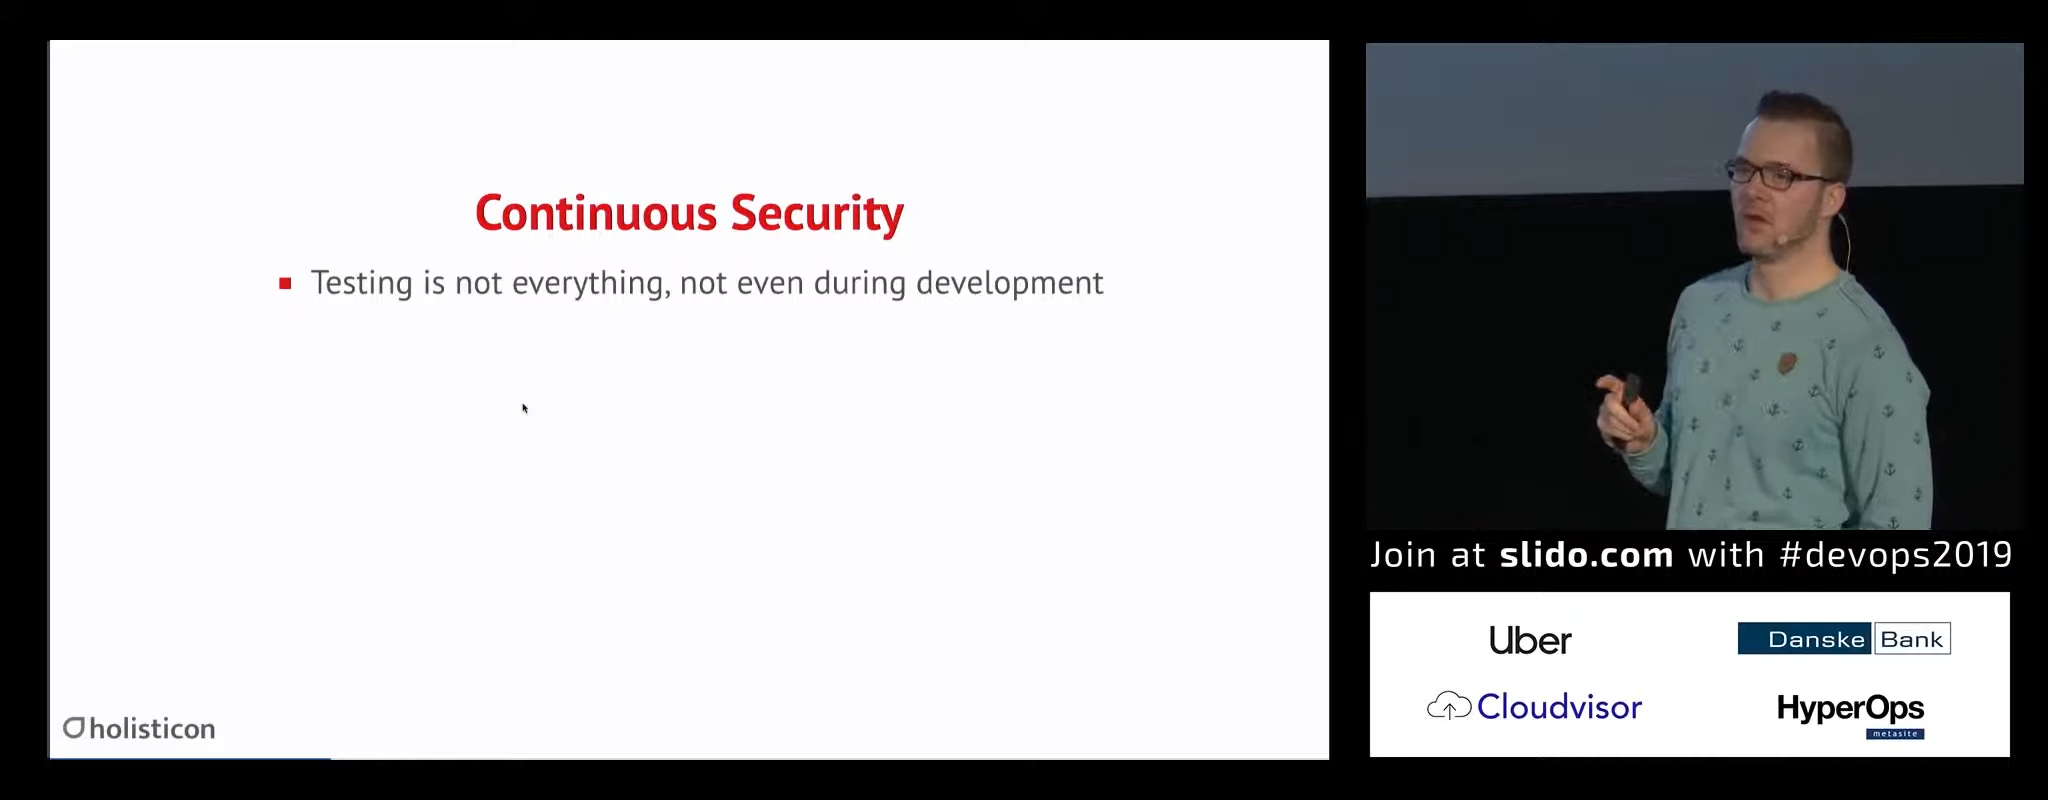 Continuous Security
Testing is not everything, not even during development
holisticon
Join at slido.com with #devops2019
Uber
Danske Bank
Cloudvisor
HyperOps
metasite